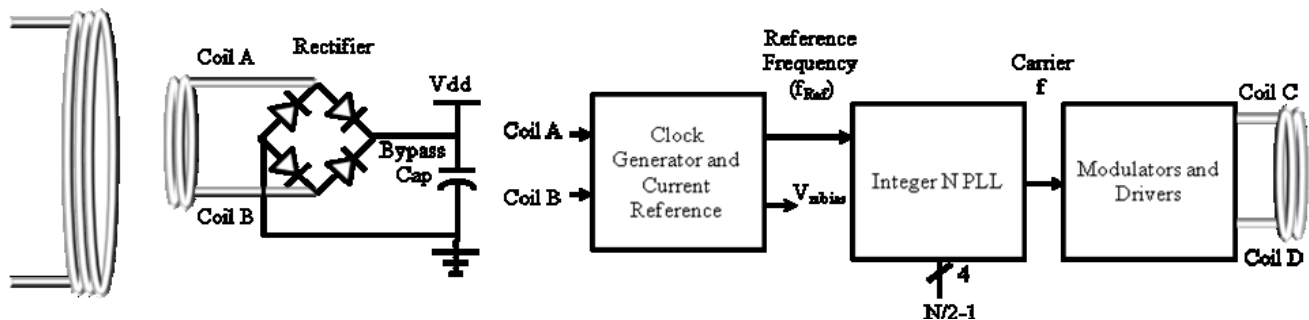 Coil A
Rectifier
Vdd
Bypass
Cap
Coil B
Coil A
Coil B
Clock
Generator and
Current
Reference
Reference
Frequency
(fRef)
Vnbias
Integer N PLL
4
N/2-1
Carrier
f
Modulators and
Drivers
Coil C
Coil D